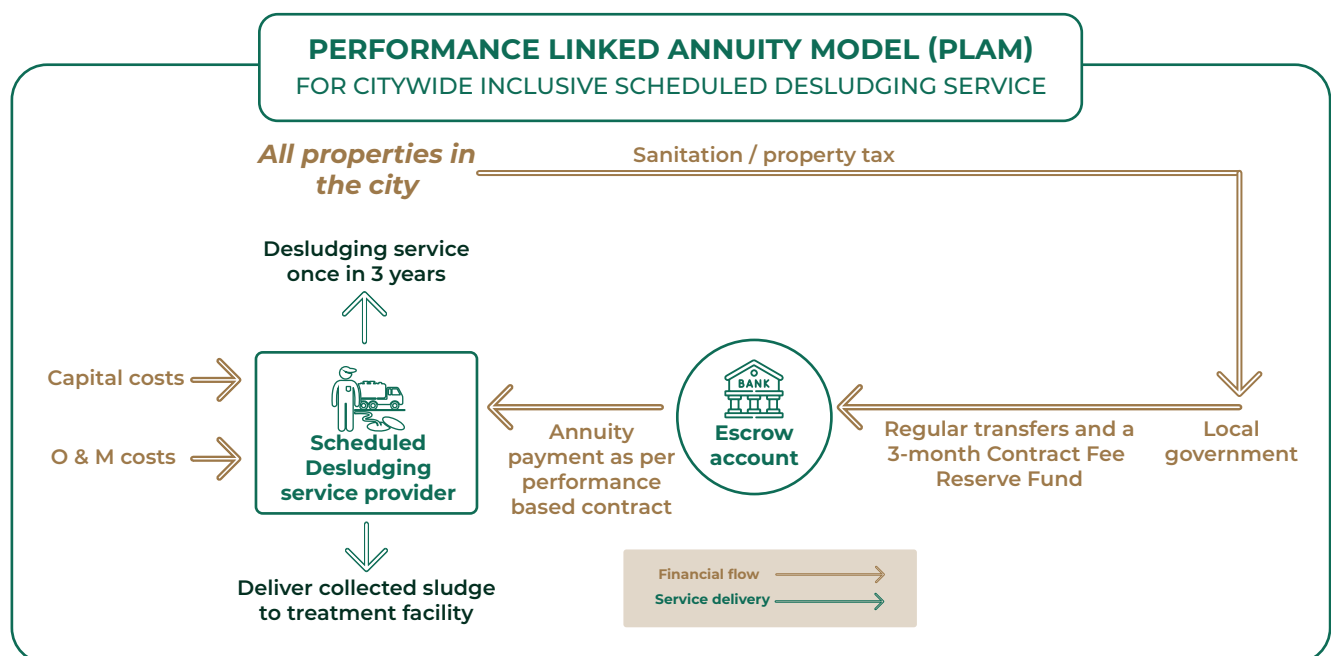 PERFORMANCE LINKED ANNUITY MODEL (PLAM)
FOR CITYWIDE INCLUSIVE SCHEDULED DESLUDGING SERVICE
All properties in
the city
Sanitation / property tax
Desludging service
once in 3 years
Capital costs
O & M costs
Scheduled
Desludging
service provider
Annuity
payment as per
performance
based contract
BANK
Escrow
account
Regular transfers and a
3-month Contract Fee
Reserve Fund
Local
government
Deliver collected sludge
to treatment facility
Financial flow
Service delivery